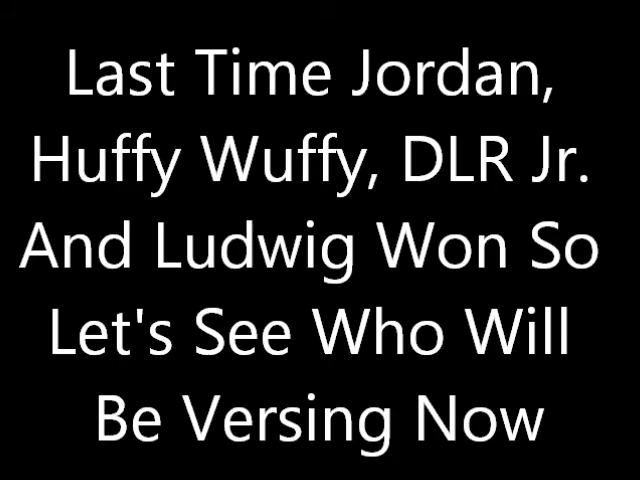 Last Time Jordan,
Huffy Wuffy, DLR Jr.
And Ludwig Won So
Let's See Who Will
Be Versing Now